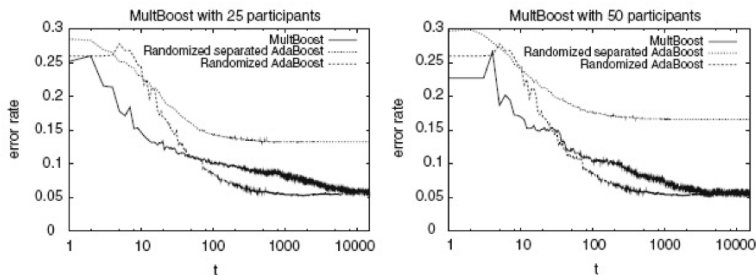 MultBoost with 25 participants
0.3
0.25
0.2
0.15
0.1
0.05
0
error rate
MultBoost
Randomized separated AdaBoost
Randomized AdaBoost
1
10
100
1000
10000
t
MultBoost with 50 participants
0.3
0.25
0.2
0.15
0.1
0.05
0
error rate
MultBoost
Randomized separated AdaBoost
Randomized AdaBoost
1
10
100
1000
10000
t